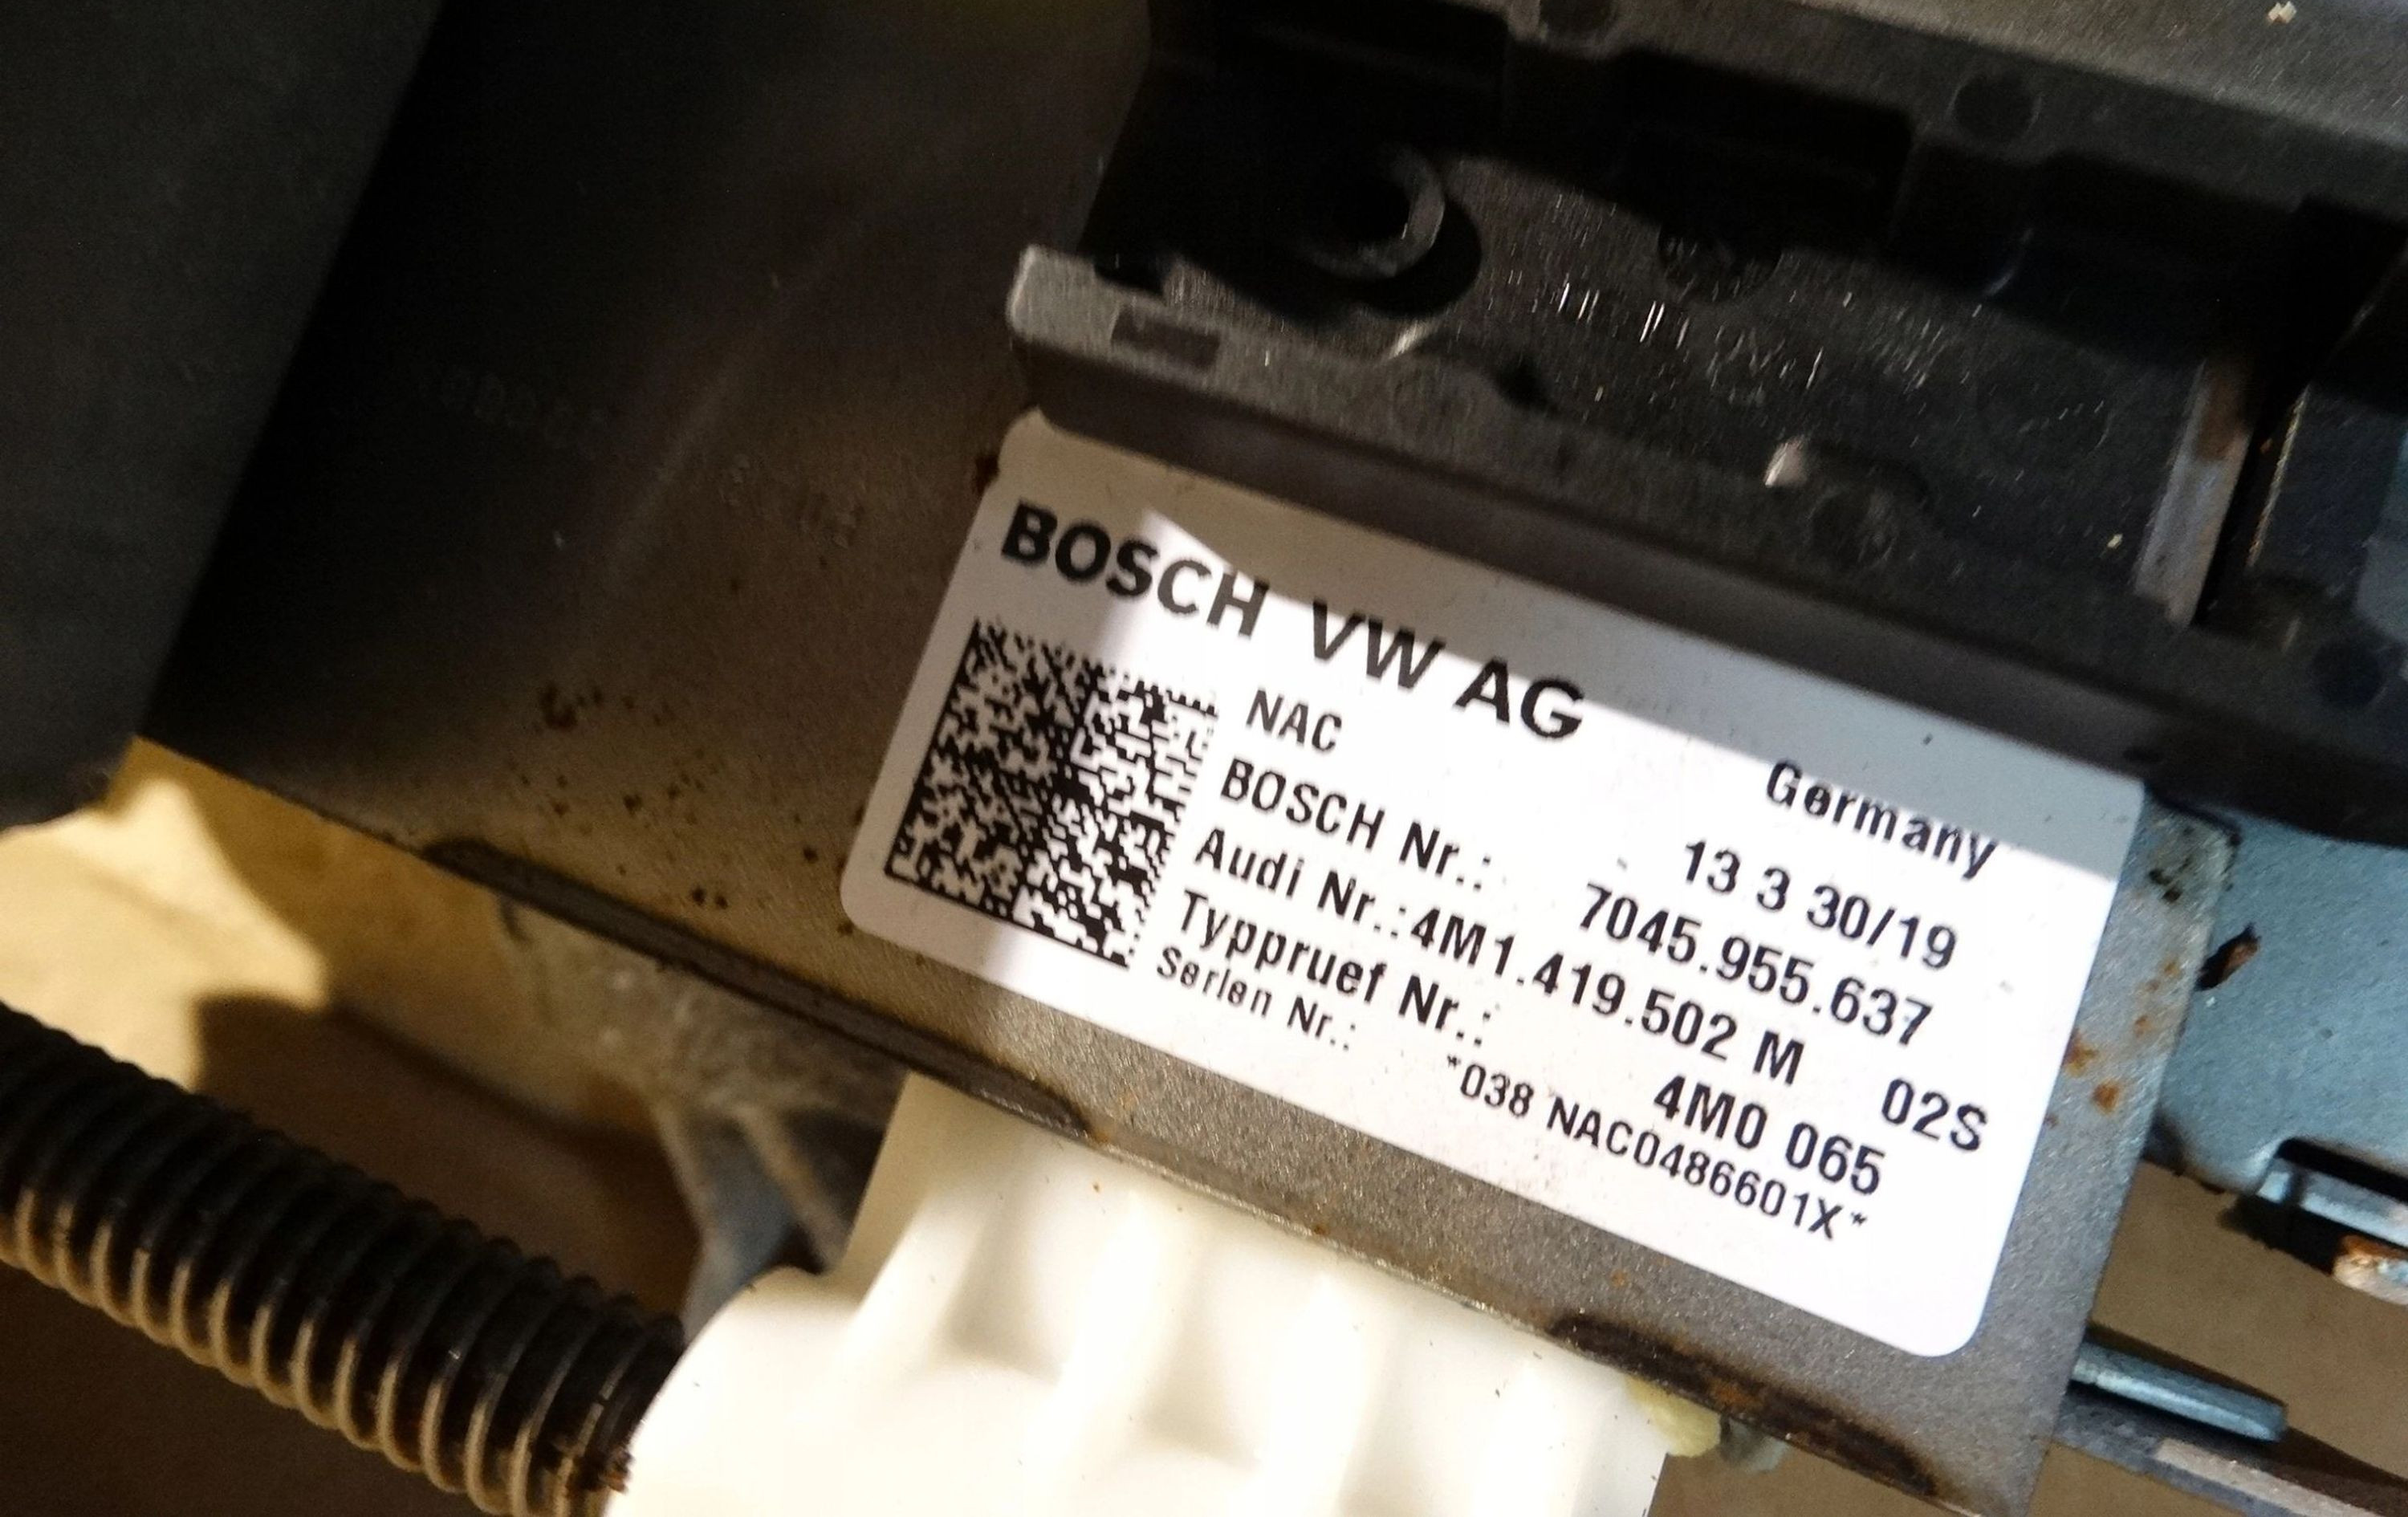 BOSCH VW AG
NAC Germany
13 3 30/19
BOSCH Nr.: 7045.955.637
Audi Nr.:4M1.419.502 M 02S
Typpruef Nr.: 4M0 065
Serien Nr.: *038 NAC0486601X*